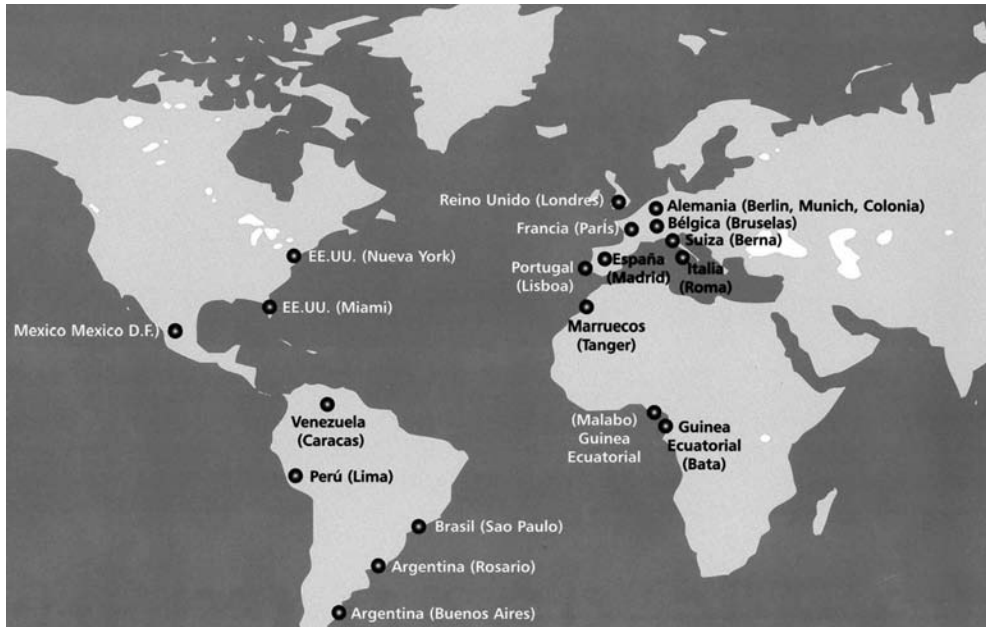 Reino Unido (Londres)
Alemania (Berlin, Munich, Colonia)
Francia (París)
Bélgica (Bruselas)
Suiza (Berna)
EE.UU. (Nueva York)
Portugal
(Lisboa)
España
(Madrid)
Italia
(Roma)
EE.UU. (Miami)
Mexico Mexico D.F.)
Marruecos
(Tanger)
Venezuela
(Caracas)
(Malabo)
Guinea
Ecuatorial
Guinea
Ecuatorial
(Bata)
Perú (Lima)
Brasil (Sao Paulo)
Argentina (Rosario)
Argentina (Buenos Aires)